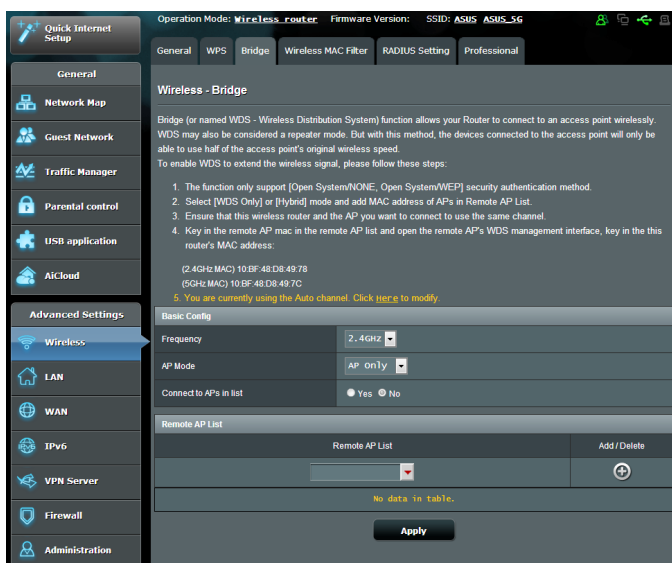 Quick Internet
Setup
Operation Mode: Wireless router Firmware Version: SSID: ASUS ASUS_5G
General WPS Bridge Wireless MAC Filter RADIUS Setting Professional
General
Network Map
Guest Network
Traffic Manager
Parental control
USB application
AiCloud
Advanced Settings
Wireless
LAN
WAN
IPv6
VPN Server
Firewall
Administration
Wireless - Bridge
Bridge (or named WDS - Wireless Distribution System) function allows your Router to connect to an access point wirelessly.
WDS may also be considered a repeater mode. But with this method, the devices connected to the access point will only be
able to use half of the access point's original wireless speed.
To enable WDS to extend the wireless signal, please follow these steps:
1. The function only support [Open System/NONE, Open System/WEP] security authentication method.
2. Select [WDS Only] or [Hybrid] mode and add MAC address of APs in Remote AP List.
3. Ensure that this wireless router and the AP you want to connect to use the same channel.
4. Key in the remote AP mac in the remote AP list and open the remote AP's WDS management interface, key in the this
router's MAC address:
(2.4GHz MAC) 10:BF:48:D8:49:78
(5GHz MAC) 10:BF:48:D8:49:7C
5. You are currently using the Auto channel. Click Here to modify.
Basic Config
Frequency 2.4GHz
AP Mode AP Only
Connect to APs in list Yes No
Remote AP List
Remote AP List Add / Delete
No data in table.
Apply